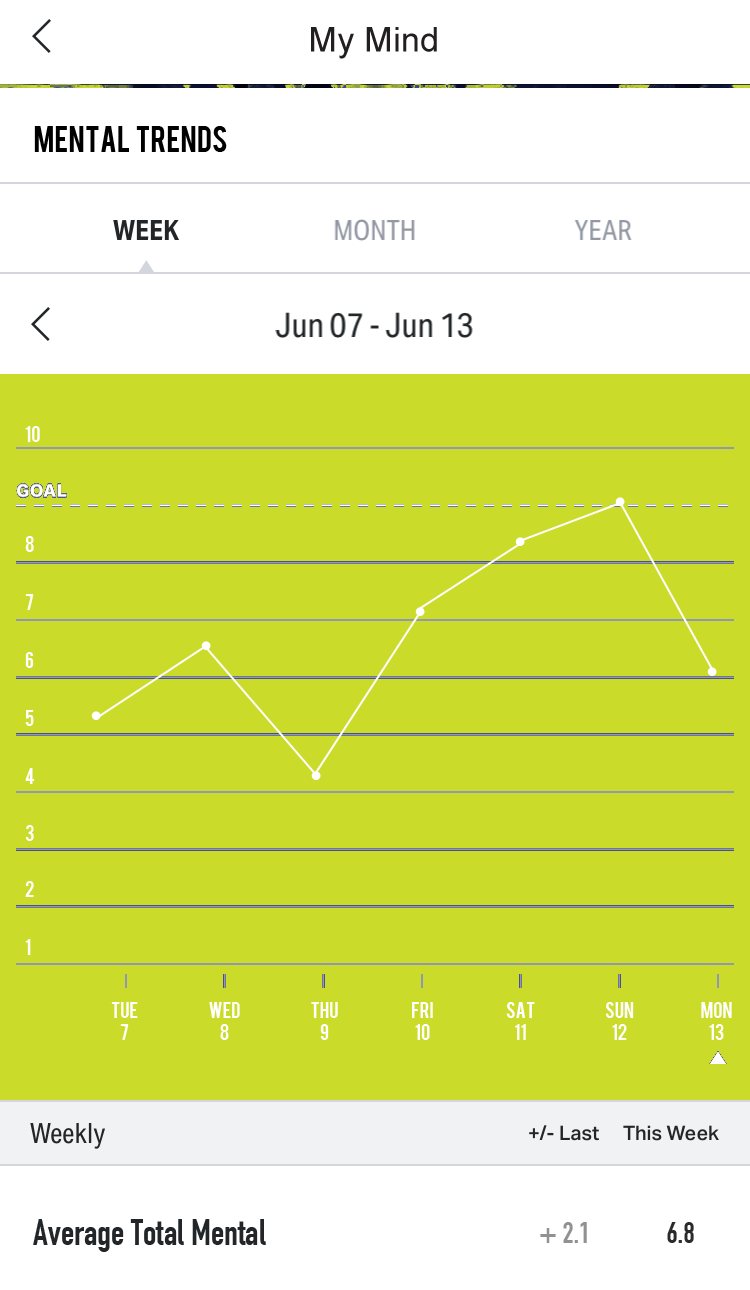 My Mind
MENTAL TRENDS
WEEK MONTH YEAR
Jun 07 - Jun 13
10
GOAL
8
7
6
5
4
3
2
1
TUE WED THU FRI SAT SUN MON
7 8 9 10 11 12 13
Weekly +/- Last This Week
Average Total Mental + 2.1 6.8